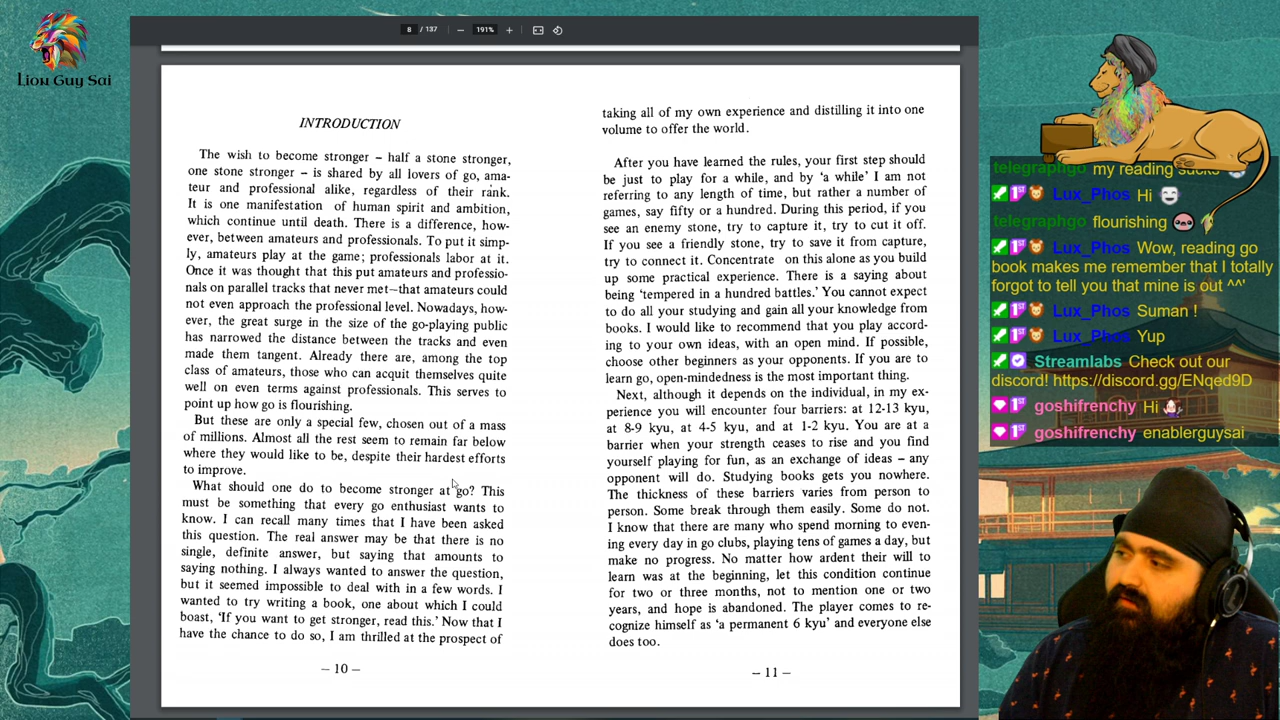 Lion Guy Sai
8 / 137
191%
INTRODUCTION
The wish to become stronger – half a stone stronger,
one stone stronger – is shared by all lovers of go, ama-
teur and professional alike, regardless of their rank.
It is one manifestation of human spirit and ambition,
which continue until death. There is a difference, how-
ever, between amateurs and professionals. To put it simp-
ly, amateurs play at the game; professionals labor at it.
Once it was thought that this put amateurs and professio-
nals on parallel tracks that never met—that amateurs could
not even approach the professional level. Nowadays, how-
ever, the great surge in the size of the go-playing public
has narrowed the distance between the tracks and even
made them tangent. Already there are, among the top
class of amateurs, those who can acquit themselves quite
well on even terms against professionals. This serves to
point up how go is flourishing.
But these are only a special few, chosen out of a mass
of millions. Almost all the rest seem to remain far below
where they would like to be, despite their hardest efforts
to improve.
What should one do to become stronger at go? This
must be something that every go enthusiast wants to
know. I can recall many times that I have been asked
this question. The real answer may be that there is no
single, definite answer, but saying that amounts to
saying nothing. I always wanted to answer the question,
but it seemed impossible to deal with in a few words. I
wanted to try writing a book, one about which I could
boast, 'If you want to get stronger, read this.' Now that I
have the chance to do so, I am thrilled at the prospect of
– 10 –
taking all of my own experience and distilling it into one
volume to offer the world.
After you have learned the rules, your first step should
be just to play for a while, and by 'a while' I am not
referring to any length of time, but rather a number of
games, say fifty or a hundred. During this period, if you
see an enemy stone, try to capture it, try to cut it off.
If you see a friendly stone, try to save it from capture,
try to connect it. Concentrate on this alone as you build
up some practical experience. There is a saying about
being 'tempered in a hundred battles.' You cannot expect
to do all your studying and gain all your knowledge from
books. I would like to recommend that you play accord-
ing to your own ideas, with an open mind. If possible,
choose other beginners as your opponents. If you are to
learn go, open-mindedness is the most important thing.
Next, although it depends on the individual, in my ex-
perience you will encounter four barriers: at 12-13 kyu,
at 8-9 kyu, at 4-5 kyu, and at 1-2 kyu. You are at a
barrier when your strength ceases to rise and you find
yourself playing for fun, as an exchange of ideas – any
opponent will do. Studying books gets you nowhere.
The thickness of these barriers varies from person to
person. Some break through them easily. Some do not.
I know that there are many who spend morning to even-
ing every day in go clubs, playing tens of games a day, but
make no progress. No matter how ardent their will to
learn was at the beginning, let this condition continue
for two or three months, not to mention one or two
years, and hope is abandoned. The player comes to re-
cognize himself as 'a permanent 6 kyu' and everyone else
does too.
– 11 –
telegraphgo my reading sucks
Lux_Phos Hi
telegraphgo flourishing
Lux_Phos Wow, reading go
book makes me remember that I totally
forgot to tell you that mine is out ^^'
Lux_Phos Suman !
Lux_Phos Yup
Streamlabs Check out our
discord! https://discord.gg/ENqed9D
goshifrenchy Hi
goshifrenchy enablerguysai